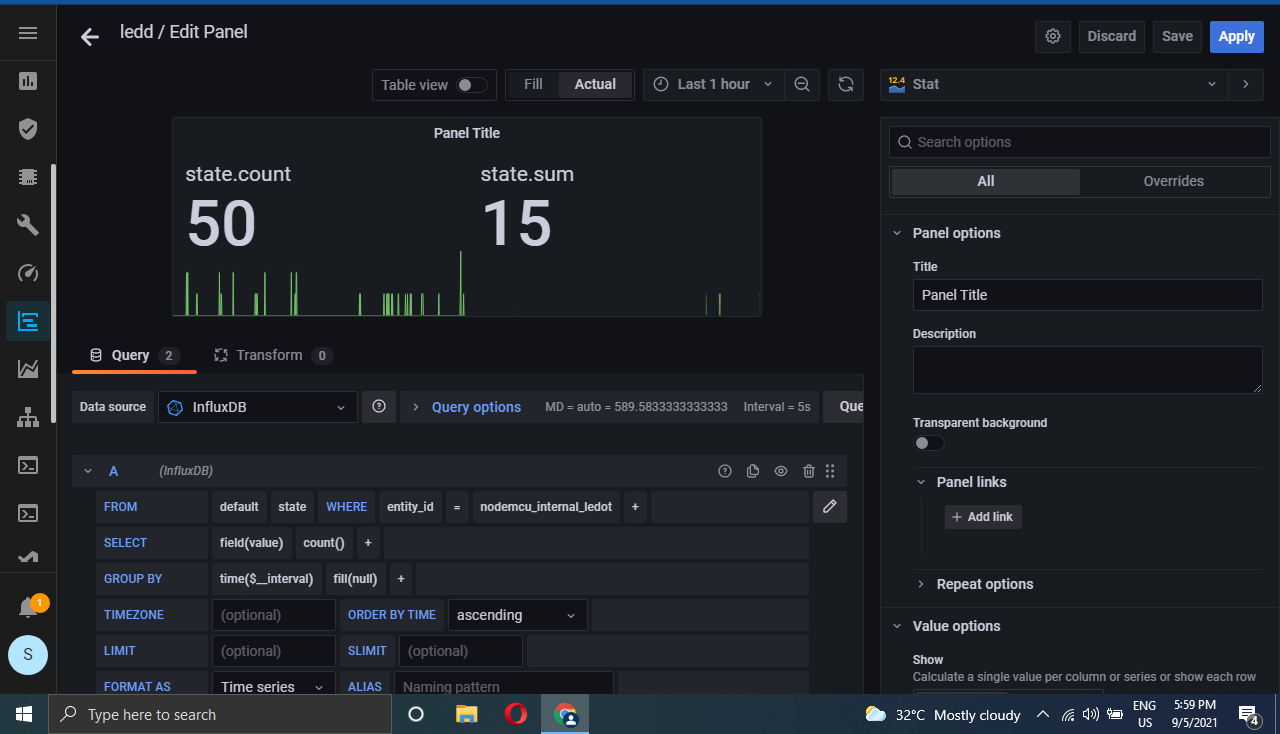 ledd / Edit Panel
Discard
Save
Apply
Table view
Fill
Actual
Last 1 hour
12.4
Stat
Panel Title
state.count
50
state.sum
15
Query 2
Transform 0
Data source
InfluxDB
Query options
MD = auto = 589.5833333333333
Interval = 5s
Que
A
(InfluxDB)
FROM
default
state
WHERE
entity_id
=
nodemcu_internal_ledot
+
SELECT
field(value)
count()
+
GROUP BY
time($__interval)
fill(null)
+
TIMEZONE
(optional)
ORDER BY TIME
ascending
LIMIT
(optional)
SLIMIT
(optional)
FORMAT AS
Time series
ALIAS
Naming pattern
Search options
All
Overrides
Panel options
Title
Panel Title
Description
Transparent background
Panel links
+ Add link
Repeat options
Value options
Show
Calculate a single value per column or series or show each row
1
S
Type here to search
32°C Mostly cloudy
ENG
US
5:59 PM
9/5/2021
4